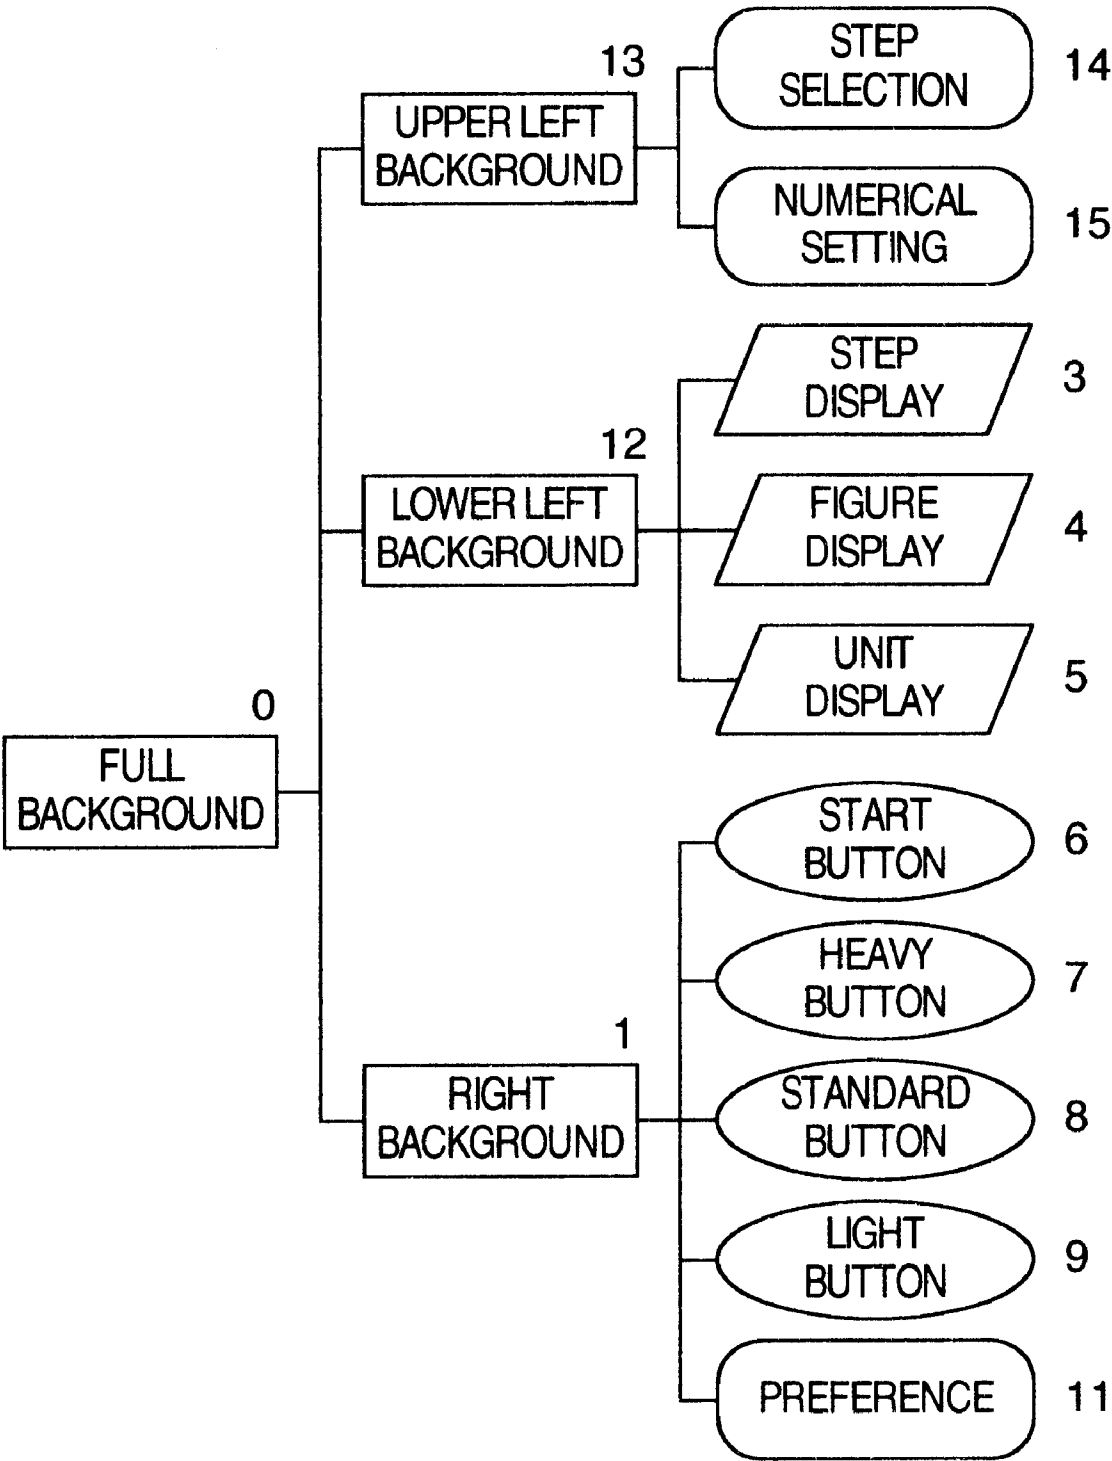 13
UPPER LEFT
BACKGROUND
STEP
SELECTION
14
NUMERICAL
SETTING
15
12
LOWER LEFT
BACKGROUND
STEP
DISPLAY
3
FIGURE
DISPLAY
4
UNIT
DISPLAY
5
0
FULL
BACKGROUND
1
RIGHT
BACKGROUND
START
BUTTON
6
HEAVY
BUTTON
7
STANDARD
BUTTON
8
LIGHT
BUTTON
9
PREFERENCE
11